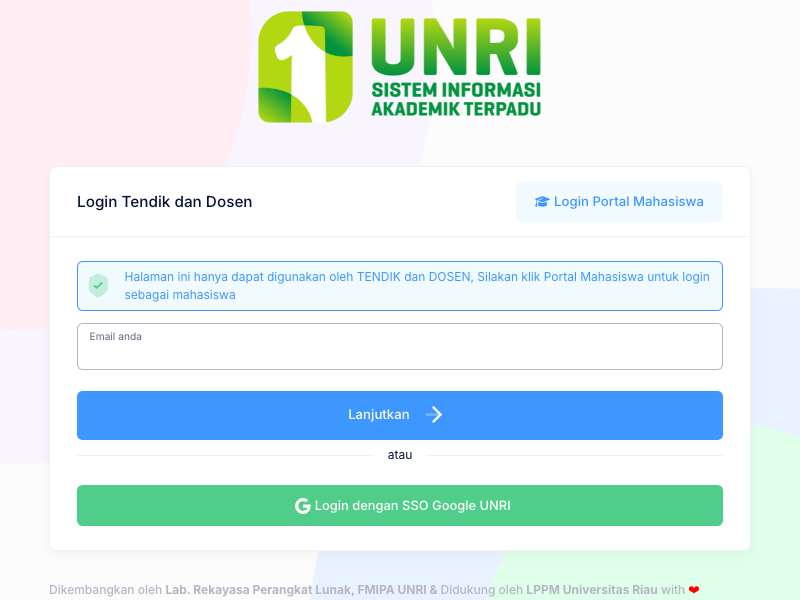 1 UNRI
SISTEM INFORMASI
AKADEMIK TERPADU
Login Tendik dan Dosen
Login Portal Mahasiswa
Halaman ini hanya dapat digunakan oleh TENDIK dan DOSEN, Silakan klik Portal Mahasiswa untuk login
sebagai mahasiswa
Email anda
Lanjutkan
atau
G Login dengan SSO Google UNRI
Dikembangkan oleh Lab. Rekayasa Perangkat Lunak, FMIPA UNRI & Didukung oleh LPPM Universitas Riau with ❤